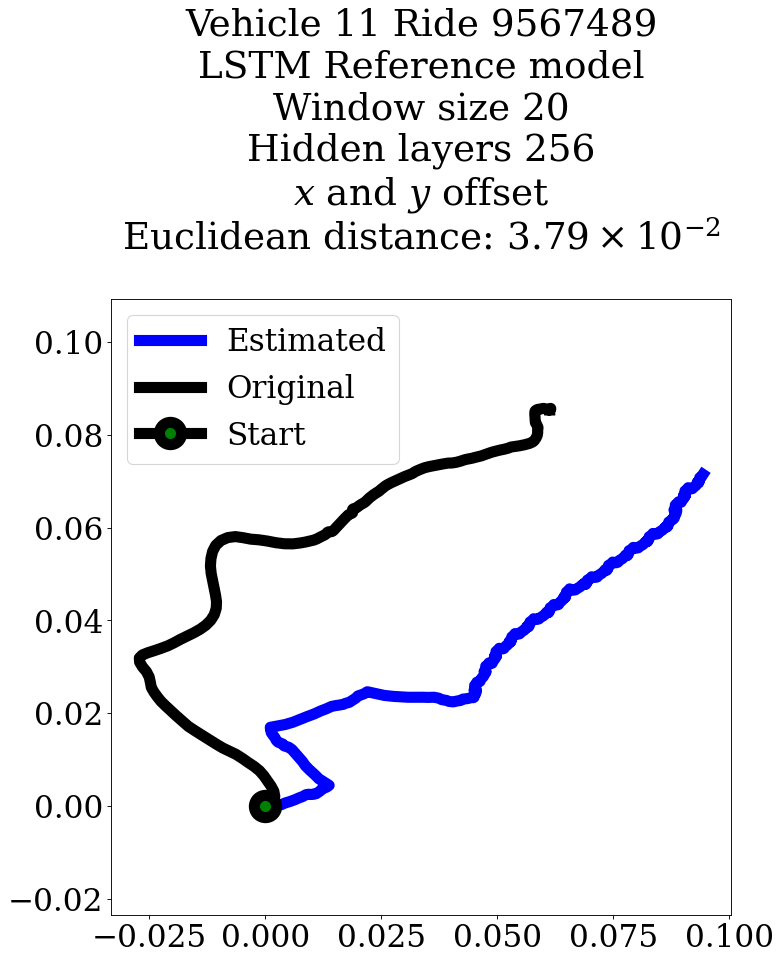 Vehicle 11 Ride 9567489
LSTM Reference model
Window size 20
Hidden layers 256
x and y offset
Euclidean distance: 3.79 × 10⁻²
Estimated
Original
Start
0.10
0.08
0.06
0.04
0.02
0.00
−0.02
−0.025 0.000 0.025 0.050 0.075 0.100